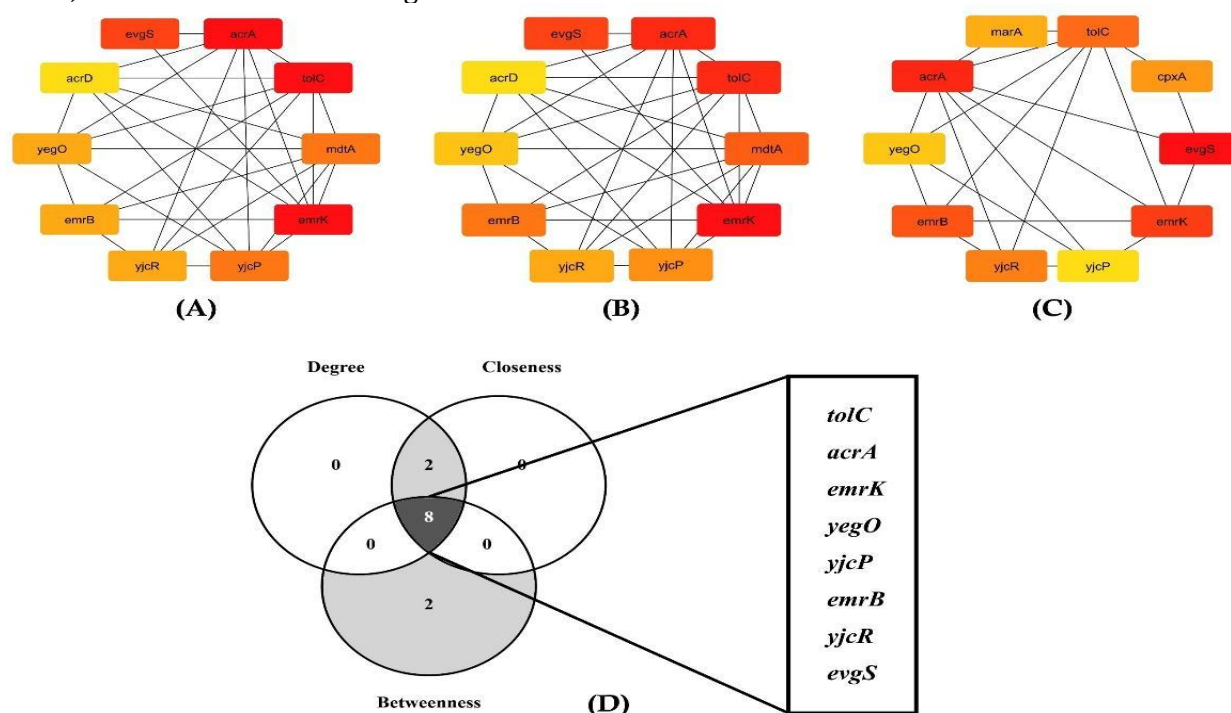 evgS
acrA
acrD
tolC
yegO
mdtA
emrB
emrK
yjcR
yjcP
(A)
evgS
acrA
acrD
tolC
yegO
mdtA
emrB
emrK
yjcR
yjcP
(B)
marA
tolC
acrA
cpxA
yegO
evgS
emrB
emrK
yjcR
yjcP
(C)
Degree
Closeness
0
2
0
8
0
0
2
Betweenness
(D)
tolC
acrA
emrK
yegO
yjcP
emrB
yjcR
evgS